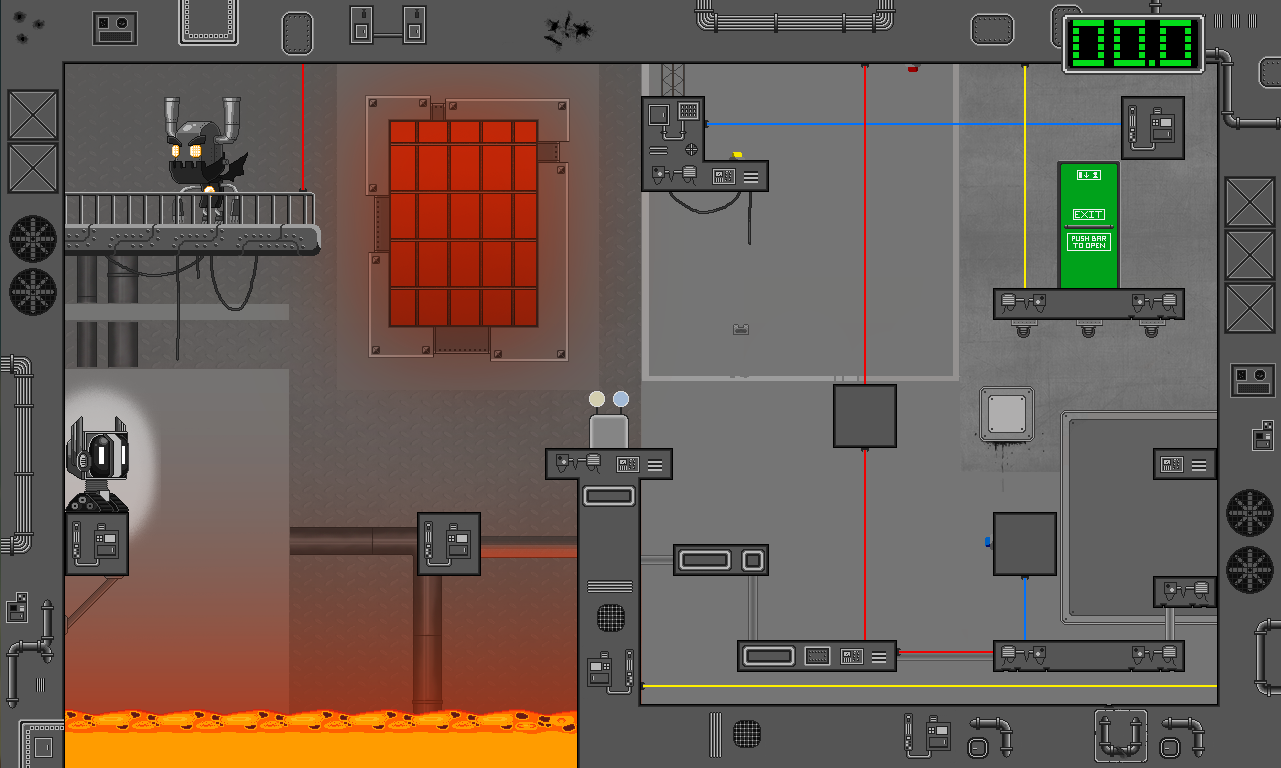 00.0
EXIT
PUSH BAR
TO OPEN